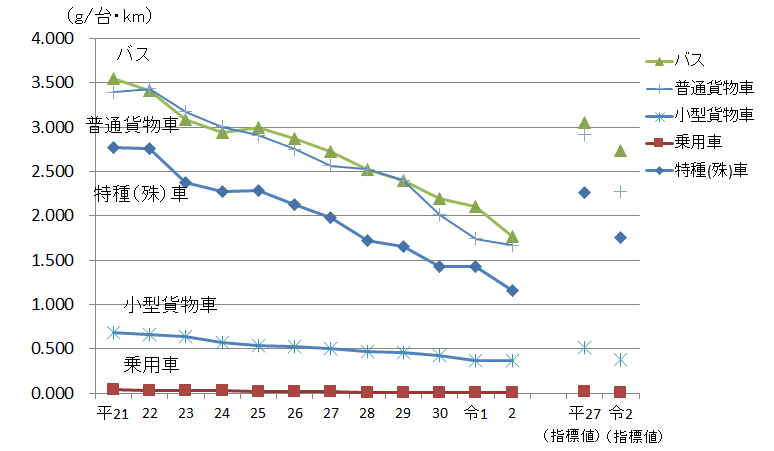 (g/台・km)
4.000
3.500
3.000
2.500
2.000
1.500
1.000
0.500
0.000
バス
普通貨物車
特種(殊)車
小型貨物車
乗用車
平21 22 23 24 25 26 27 28 29 30 令1 2 平27 令2
(指標値) (指標値)
バス
普通貨物車
小型貨物車
乗用車
特種(殊)車